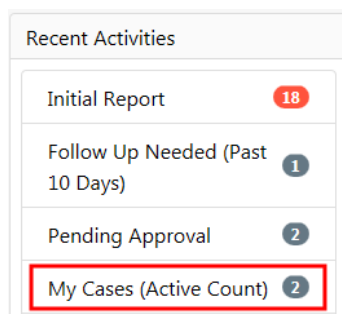 Recent Activities
Initial Report 18
Follow Up Needed (Past
10 Days) 1
Pending Approval 2
My Cases (Active Count) 2